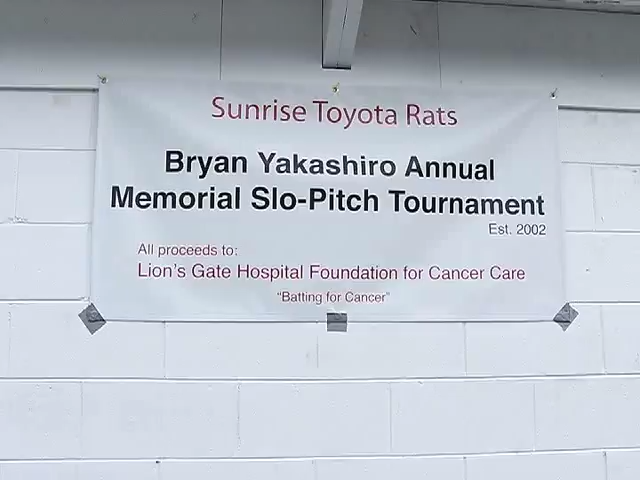 Sunrise Toyota Rats
Bryan Yakashiro Annual
Memorial Slo-Pitch Tournament
Est. 2002
All proceeds to:
Lion's Gate Hospital Foundation for Cancer Care
"Batting for Cancer"